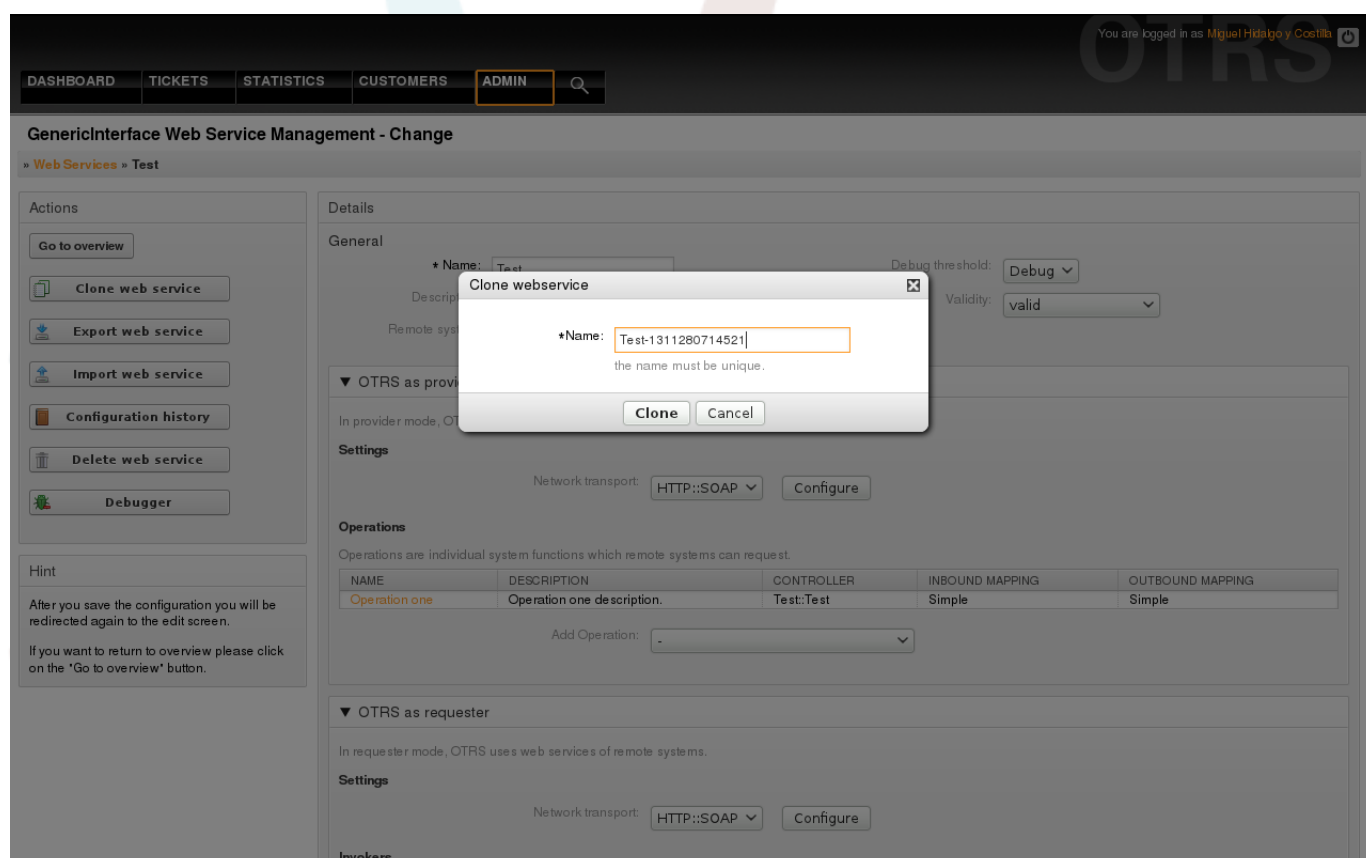 OTRS
You are logged in as Miguel Hidalgo y Costilla
DASHBOARD TICKETS STATISTICS CUSTOMERS ADMIN
GenericInterface Web Service Management - Change
» Web Services » Test
Actions
Go to overview
Clone web service
Export web service
Import web service
Configuration history
Delete web service
Debugger
Hint
After you save the configuration you will be
redirected again to the edit screen.
If you want to return to overview please click
on the "Go to overview" button.
Details
General
* Name: Test
Descrip
Remote syst
Debug threshold: Debug
Validity: valid
Clone webservice
*Name: Test-1311280714521
the name must be unique.
Clone Cancel
▼ OTRS as provi
In provider mode, OT
Settings
Network transport: HTTP::SOAP Configure
Operations
Operations are individual system functions which remote systems can request.
NAME DESCRIPTION CONTROLLER INBOUND MAPPING OUTBOUND MAPPING
Operation one Operation one description. Test::Test Simple Simple
Add Operation: -
▼ OTRS as requester
In requester mode, OTRS uses web services of remote systems.
Settings
Network transport: HTTP::SOAP Configure
Invokers